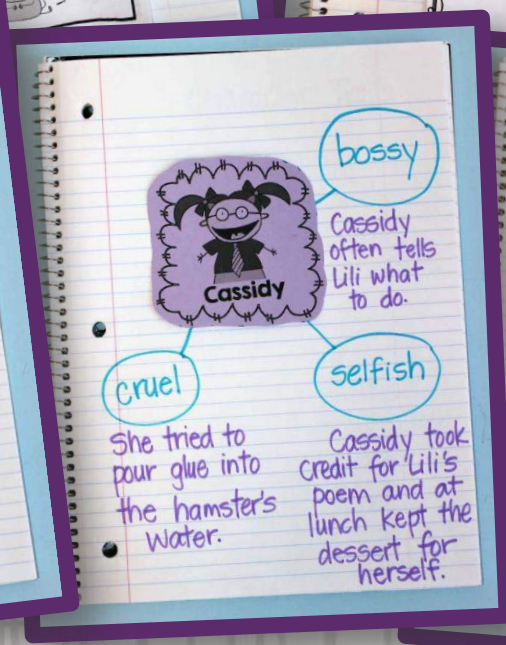 bossy
Cassidy
often tells
Lili what
to do.
Cassidy
cruel
She tried to
pour glue into
the hamster's
water.
selfish
Cassidy took
credit for Lili's
poem and at
lunch kept the
dessert for
herself.